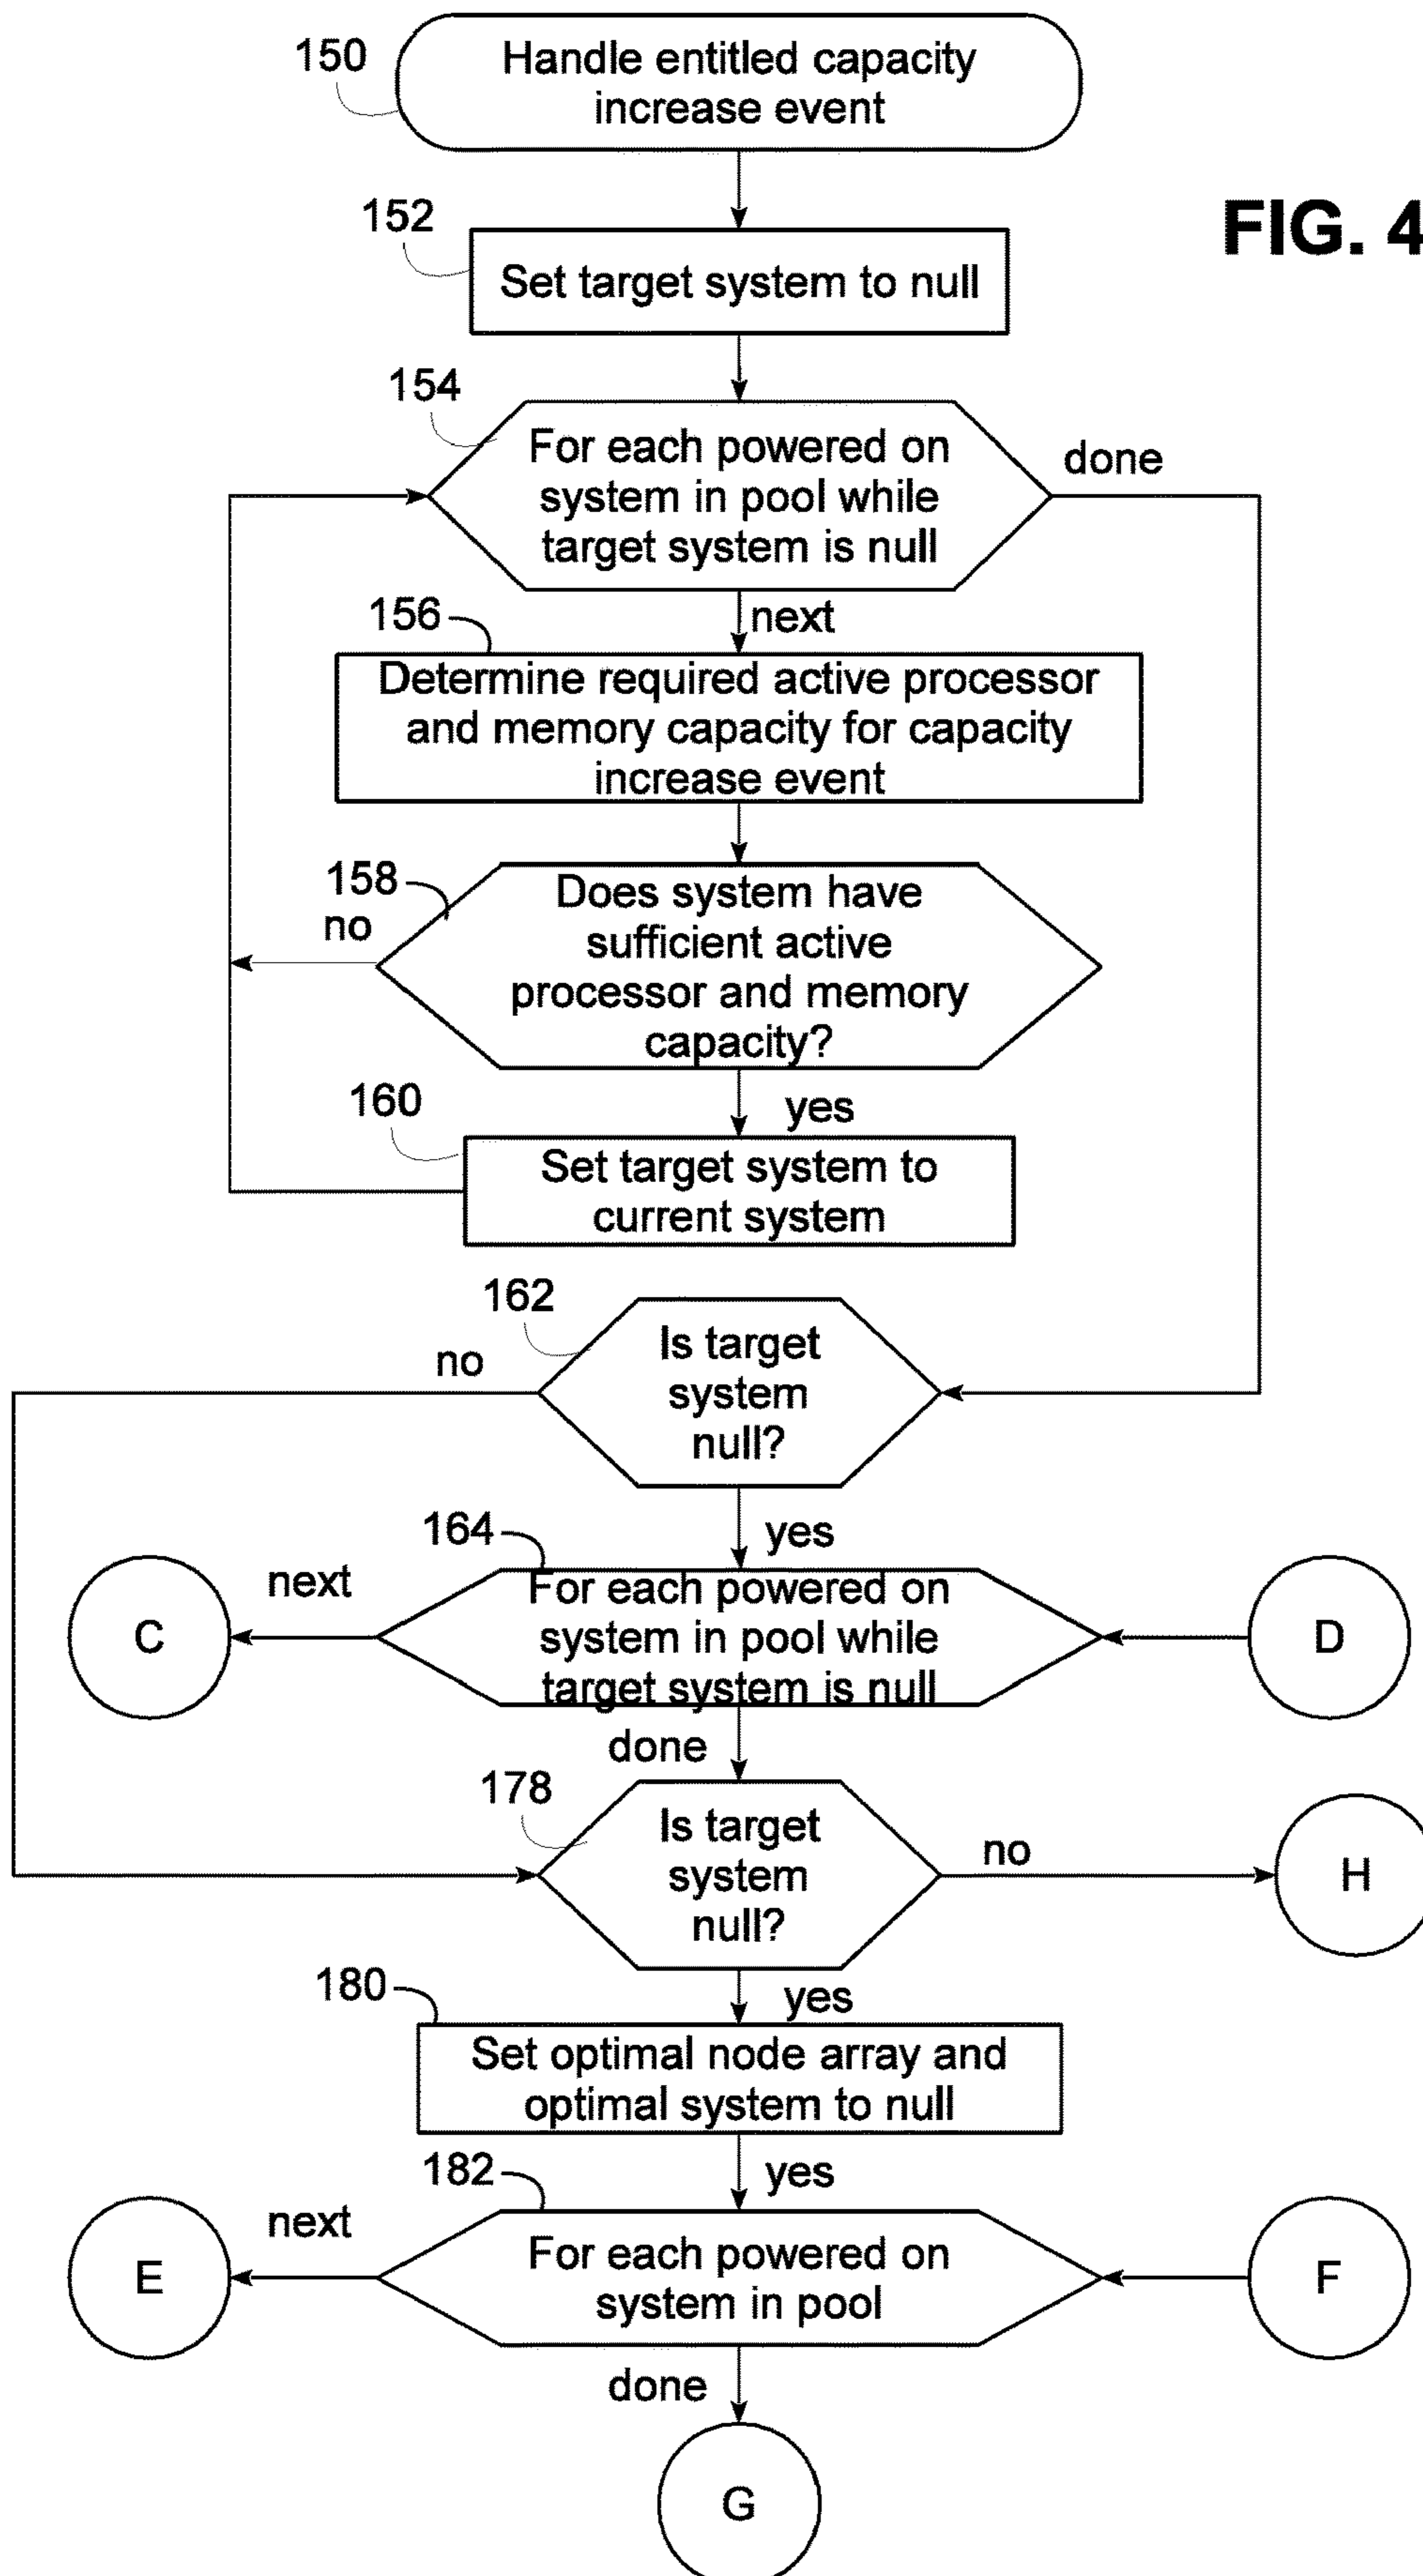 150
Handle entitled capacity
increase event
FIG. 4
152
Set target system to null
154
For each powered on
system in pool while
target system is null
done
next
156
Determine required active processor
and memory capacity for capacity
increase event
158
no
Does system have
sufficient active
processor and memory
capacity?
yes
160
Set target system to
current system
162
no
Is target
system
null?
yes
164
next
C
For each powered on
system in pool while
target system is null
D
done
178
Is target
system
null?
no
H
yes
180
Set optimal node array and
optimal system to null
yes
182
next
E
For each powered on
system in pool
F
done
G